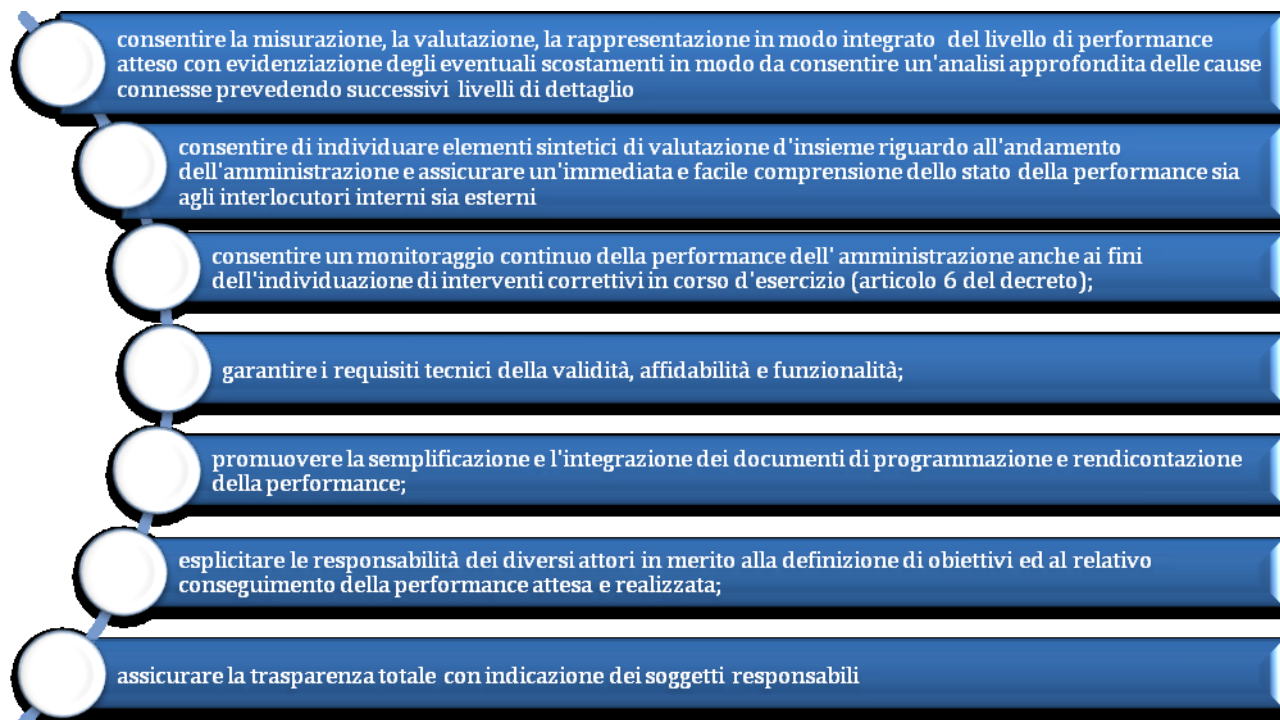 consentire la misurazione, la valutazione, la rappresentazione in modo integrato del livello di performance
atteso con evidenziazione degli eventuali scostamenti in modo da consentire un'analisi approfondita delle cause
connesse prevedendo successivi livelli di dettaglio
consentire di individuare elementi sintetici di valutazione d'insieme riguardo all'andamento
dell'amministrazione e assicurare un'immediata e facile comprensione dello stato della performance sia
agli interlocutori interni sia esterni
consentire un monitoraggio continuo della performance dell' amministrazione anche ai fini
dell'individuazione di interventi correttivi in corso d'esercizio (articolo 6 del decreto);
garantire i requisiti tecnici della validità, affidabilità e funzionalità;
promuovere la semplificazione e l'integrazione dei documenti di programmazione e rendicontazione
della performance;
esplicitare le responsabilità dei diversi attori in merito alla definizione di obiettivi ed al relativo
conseguimento della performance attesa e realizzata;
assicurare la trasparenza totale con indicazione dei soggetti responsabili